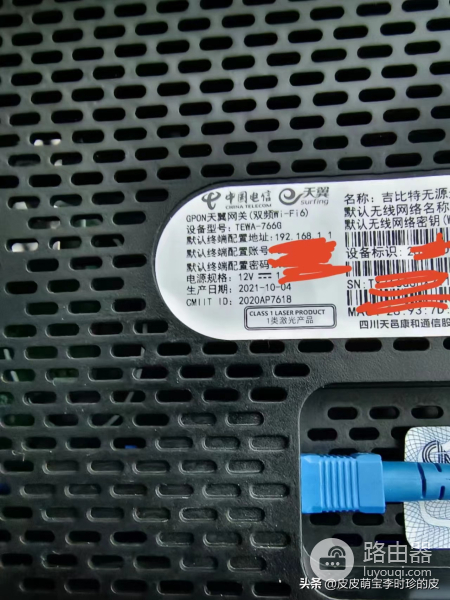 中国电信
CHINA TELECOM
天翼
surfing
GPON天翼网关(双频Wi-Fi6)
设备型号: TEWA-766G
默认终端配置地址: 192.168.1.1
默认终端配置账号
默认终端配置密码
电源规格: 12V
生产日期: 2021-10-04
CMIIT ID: 2020AP7618
CLASS 1 LASER PRODUCT
1类激光产品
名称: 吉比特无源
默认无线网络名称
默认无线网络密钥(
设备标识:
SN:
四川天邑康和通信股
路由器
luyouqi.com
头条 @皮皮萌宝李时珍的皮